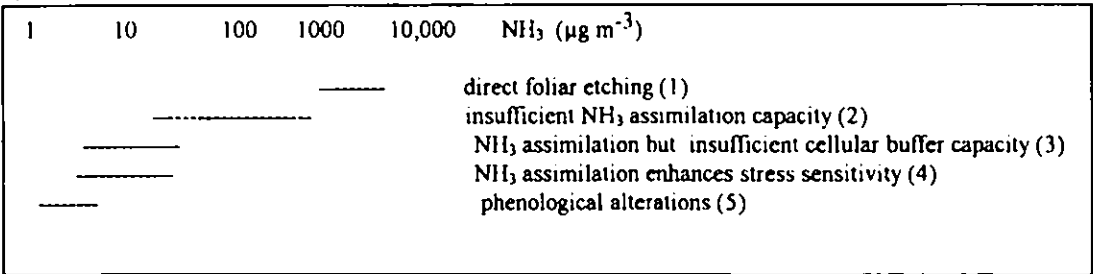 1 10 100 1000 10,000 NH₃ (µg m⁻³)
direct foliar etching (1)
insufficient NH₃ assimilation capacity (2)
NH₃ assimilation but insufficient cellular buffer capacity (3)
NH₃ assimilation enhances stress sensitivity (4)
phenological alterations (5)